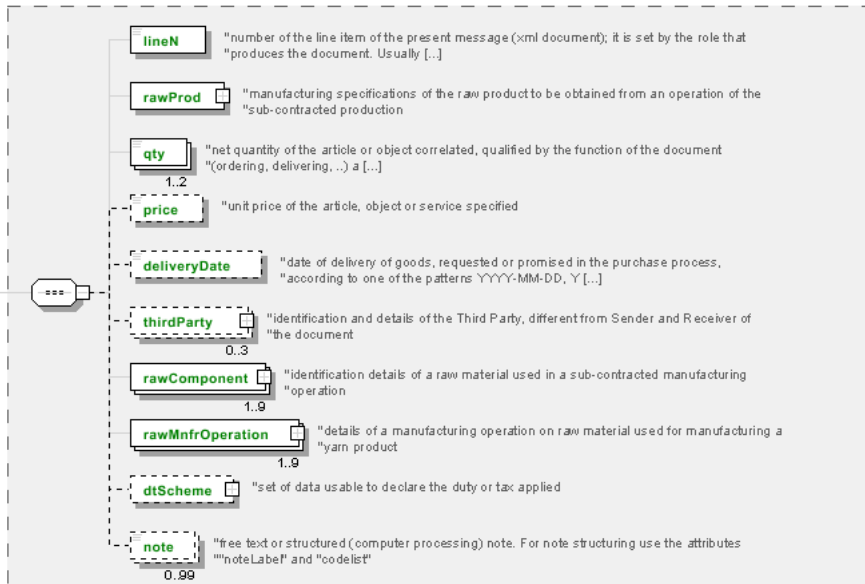 lineN
"number of the line item of the present message (xml document); it is set by the role that
"produces the document. Usually [...]
rawProd
"manufacturing specifications of the raw product to be obtained from an operation of the
"sub-contracted production
qty
"net quantity of the article or object correlated, qualified by the function of the document
"(ordering, delivering, ..) a [...]
1..2
price
"unit price of the article, object or service specified
deliveryDate
"date of delivery of goods, requested or promised in the purchase process,
"according to one of the patterns YYYY-MM-DD, Y [...]
thirdParty
"identification and details of the Third Party, different from Sender and Receiver of
"the document
0..3
rawComponent
"identification details of a raw material used in a sub-contracted manufacturing
"operation
1..9
rawMnfrOperation
"details of a manufacturing operation on raw material used for manufacturing a
"yarn product
1..9
dtScheme
"set of data usable to declare the duty or tax applied
note
"free text or structured (computer processing) note. For note structuring use the attributes
""noteLabel" and "codelist"
0..99